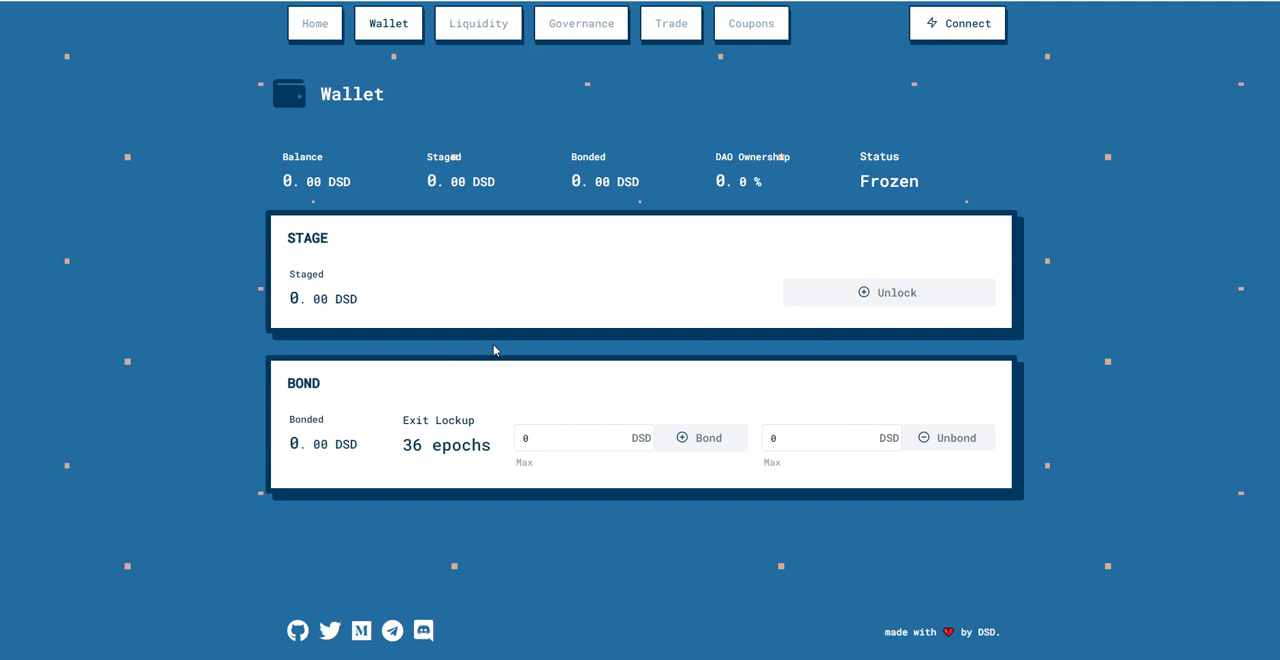 Home Wallet Liquidity Governance Trade Coupons Connect
Wallet
Balance Staged Bonded DAO Ownership Status
0. 00 DSD 0. 00 DSD 0. 00 DSD 0. 0 % Frozen
STAGE
Staged
0. 00 DSD Unlock
BOND
Bonded Exit Lockup
0. 00 DSD 36 epochs 0 DSD Bond 0 DSD Unbond
Max Max
made with by DSD.